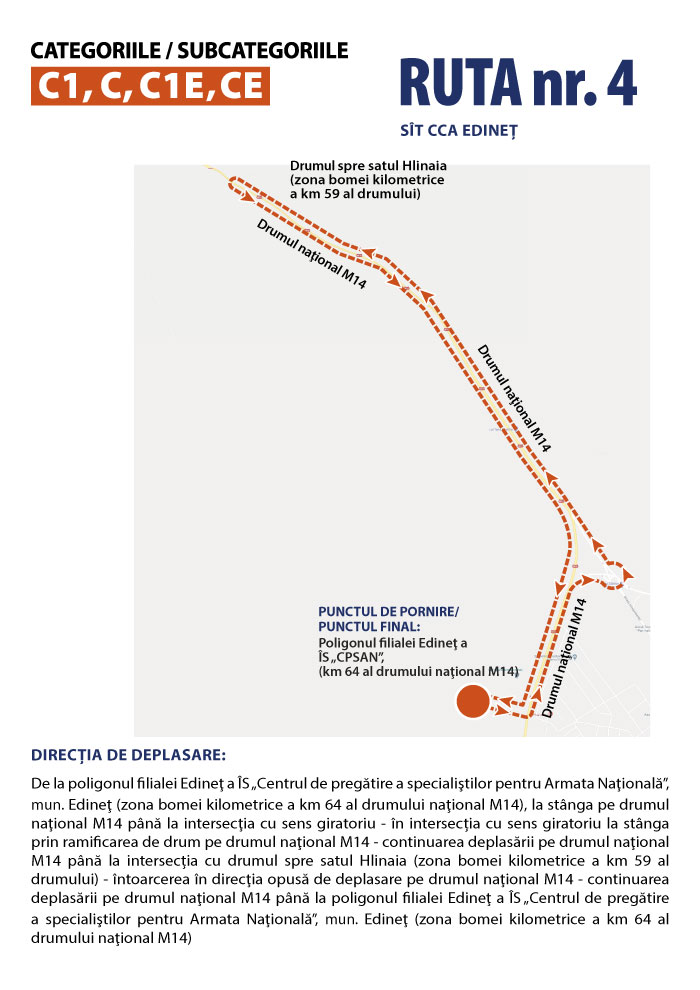 CATEGORIILE / SUBCATEGORIILE
C1, C, C1E, CE
RUTA nr. 4
SÎT CCA EDINEȚ
Drumul spre satul Hlinaia
(zona bomei kilometrice
a km 59 al drumului)
Drumul naţional M14
Drumul naţional M14
PUNCTUL DE PORNIRE/
PUNCTUL FINAL:
Poligonul filialei Edineţ a
ÎS „CPSAN”,
(km 64 al drumului naţional M14)
Drumul naţional M14
DIRECȚIA DE DEPLASARE:
De la poligonul filialei Edineţ a ÎS „Centrul de pregătire a specialiştilor pentru Armata Naţională”,
mun. Edineţ (zona bomei kilometrice a km 64 al drumului naţional M14), la stânga pe drumul
naţional M14 până la intersecţia cu sens giratoriu - în intersecţia cu sens giratoriu la stânga
prin ramificarea de drum pe drumul naţional M14 - continuarea deplasării pe drumul naţional
M14 până la intersecţia cu drumul spre satul Hlinaia (zona bomei kilometrice a km 59 al
drumului) - întoarcerea în direcţia opusă de deplasare pe drumul naţional M14 - continuarea
deplasării pe drumul naţional M14 până la poligonul filialei Edineţ a ÎS „Centrul de pregătire
a specialiştilor pentru Armata Naţională”, mun. Edineţ (zona bomei kilometrice a km 64 al
drumului naţional M14)